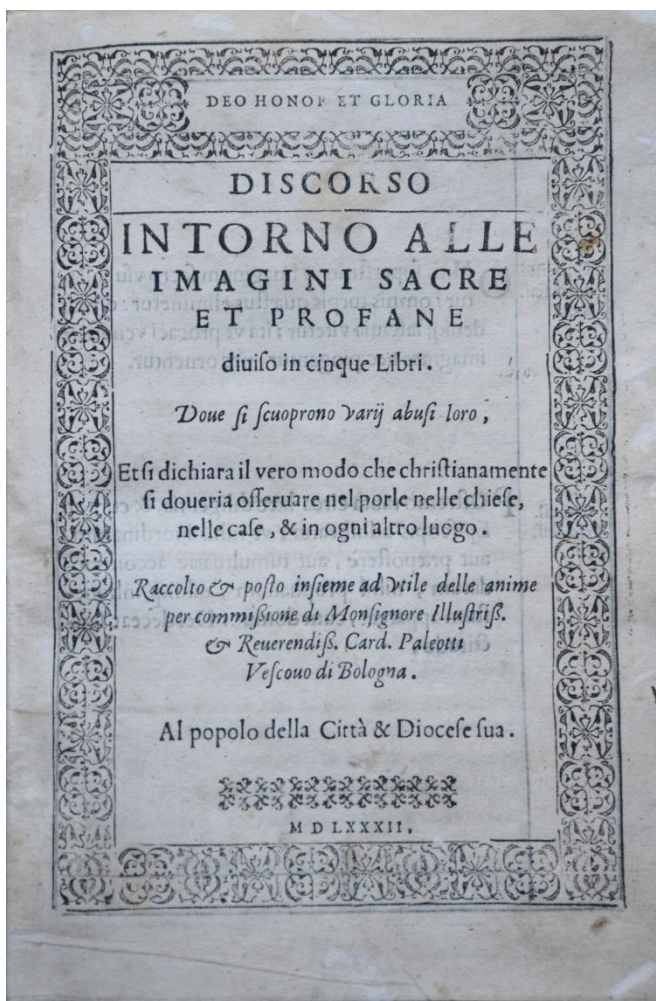 DEO HONOR ET GLORIA
DISCORSO
INTORNO ALLE
IMAGINI SACRE
ET PROFANE
diuiſo in cinque Libri.
Doue ſi ſcuoprono varij abuſi loro,
Et ſi dichiara il vero modo che chriſtianamente
ſi doueria oſſeruare nel porle nelle chieſe,
nelle caſe, & in ogni altro luogo.
Raccolto & poſto inſieme ad vtile delle anime
per commiſſione di Monſignore Illuſtriſſ.
& Reuerendiſſ. Card. Paleotti
Veſcouo di Bologna.
Al popolo della Città & Dioceſe ſua.
M D LXXXII.